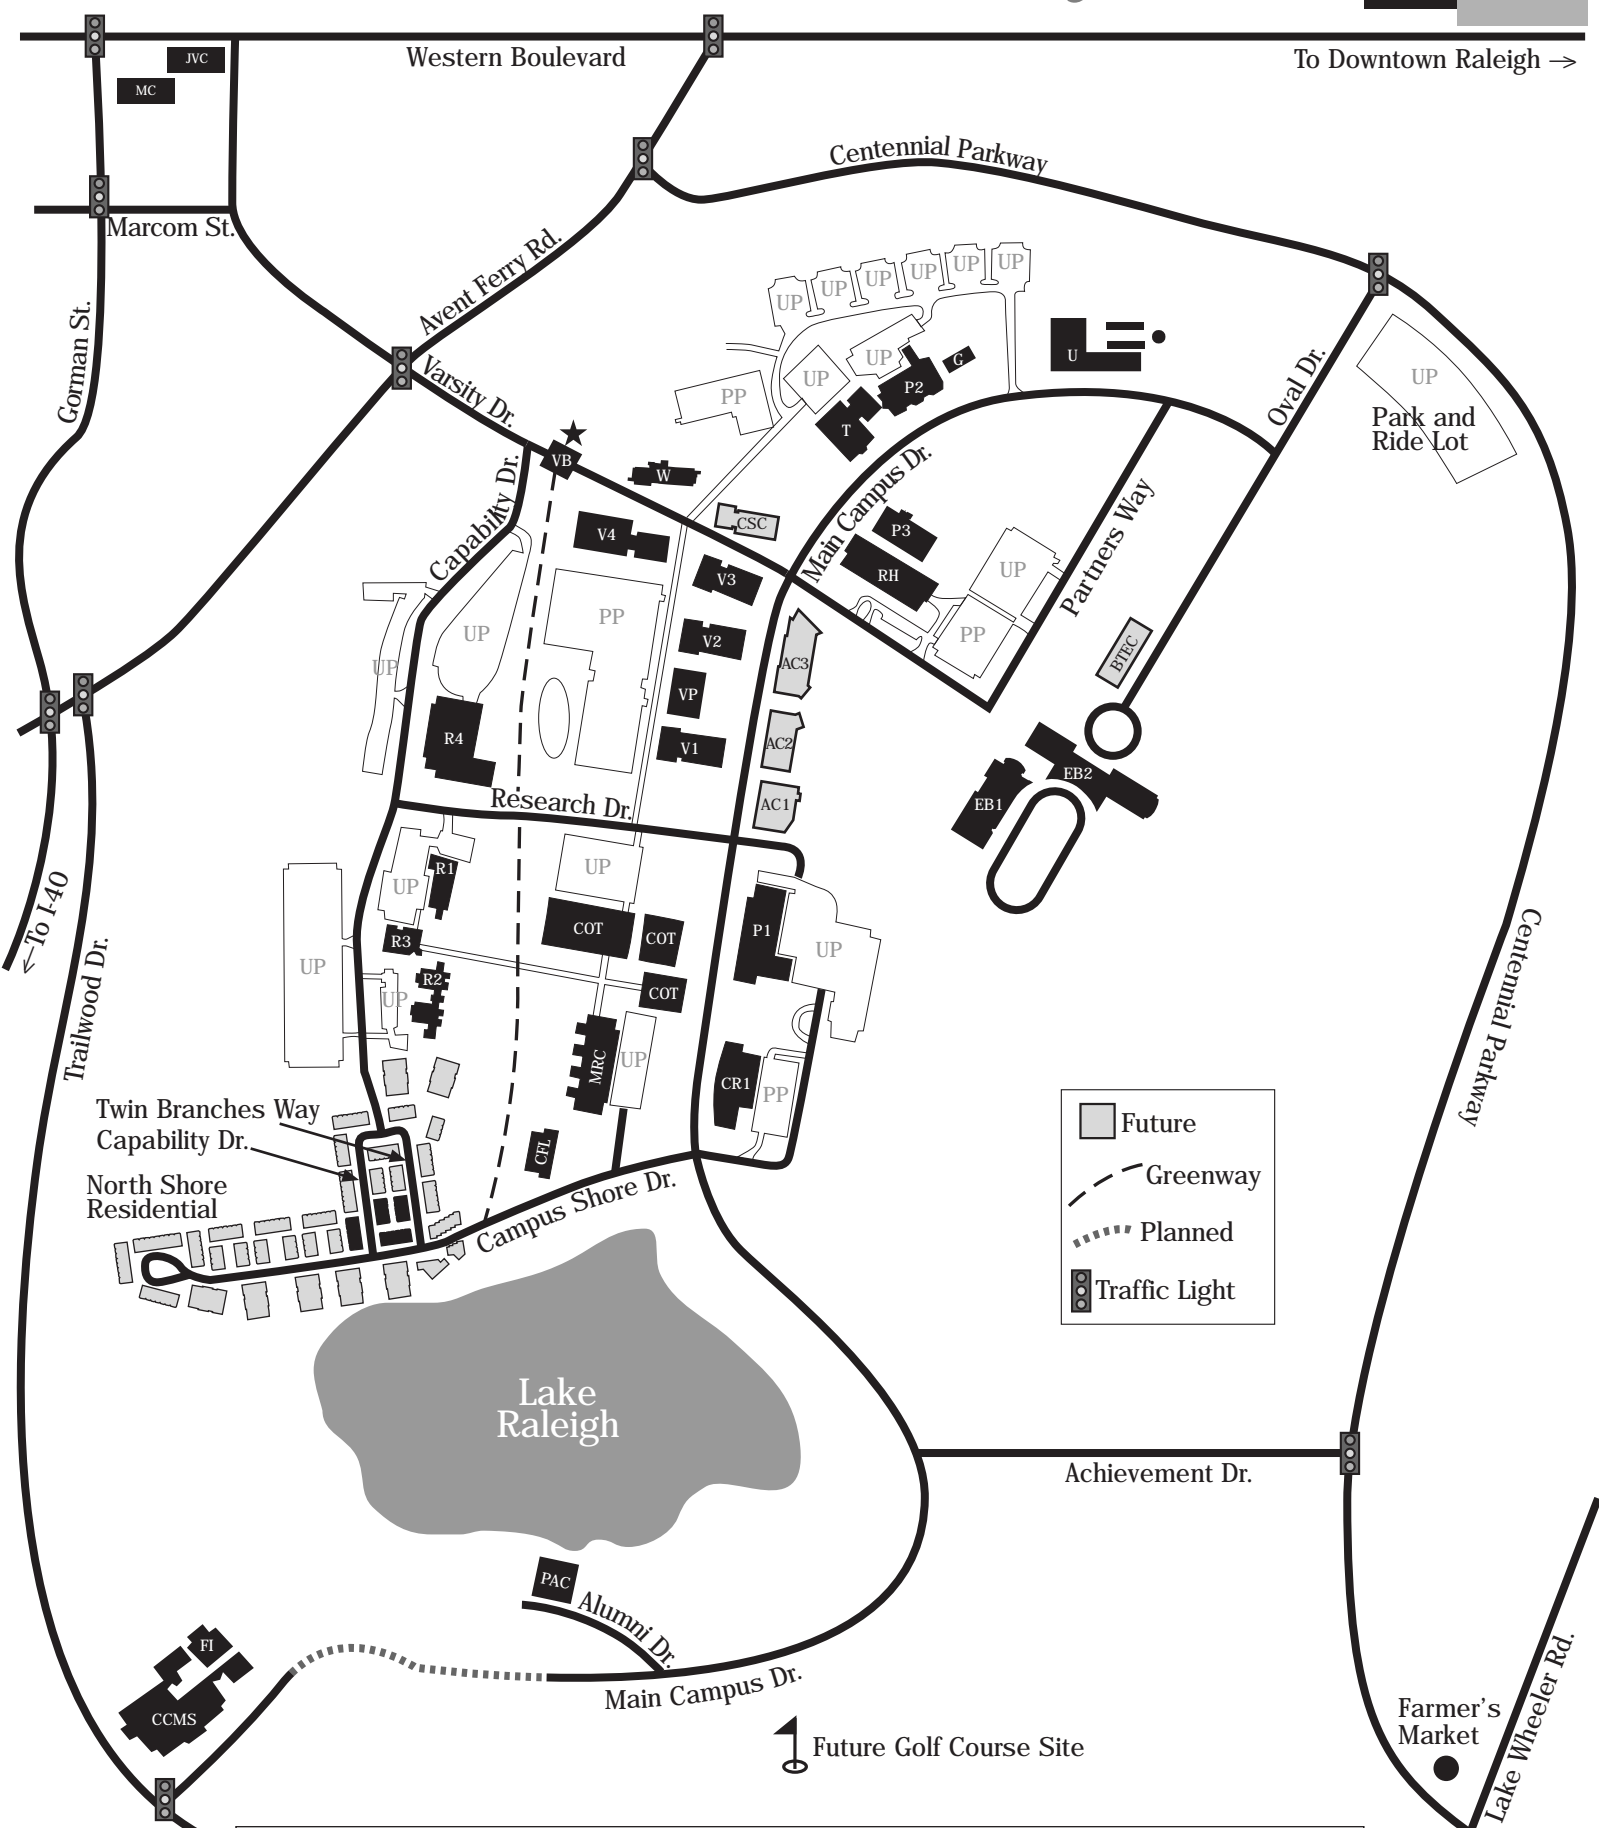 Western Boulevard
To Downtown Raleigh →
JVC
MC
Centennial Parkway
Marcom St.
Avent Ferry Rd.
Gorman St.
Varsity Dr.
UP
UP
UP
UP
UP
UP
UP
UP
PP
P2
G
T
U
Oval Dr.
UP
Park and
Ride Lot
VB
W
Capability Dr.
V4
CSC
Main Campus Dr.
P3
RH
Partners Way
UP
PP
V3
PP
UP
UP
V2
AC3
BTEC
VP
R4
V1
AC2
EB2
EB1
AC1
Research Dr.
←To I-40
Trailwood Dr.
UP
R1
UP
UP
R3
COT
COT
P1
UP
R2
UP
COT
MRC
UP
CR1
PP
Centennial Parkway
Twin Branches Way
Capability Dr.
CFL
North Shore
Residential
Campus Shore Dr.
Future
Greenway
Planned
Traffic Light
Lake
Raleigh
Achievement Dr.
PAC
Alumni Dr.
FI
CCMS
Main Campus Dr.
Future Golf Course Site
Farmer's
Market
Lake Wheeler Rd.